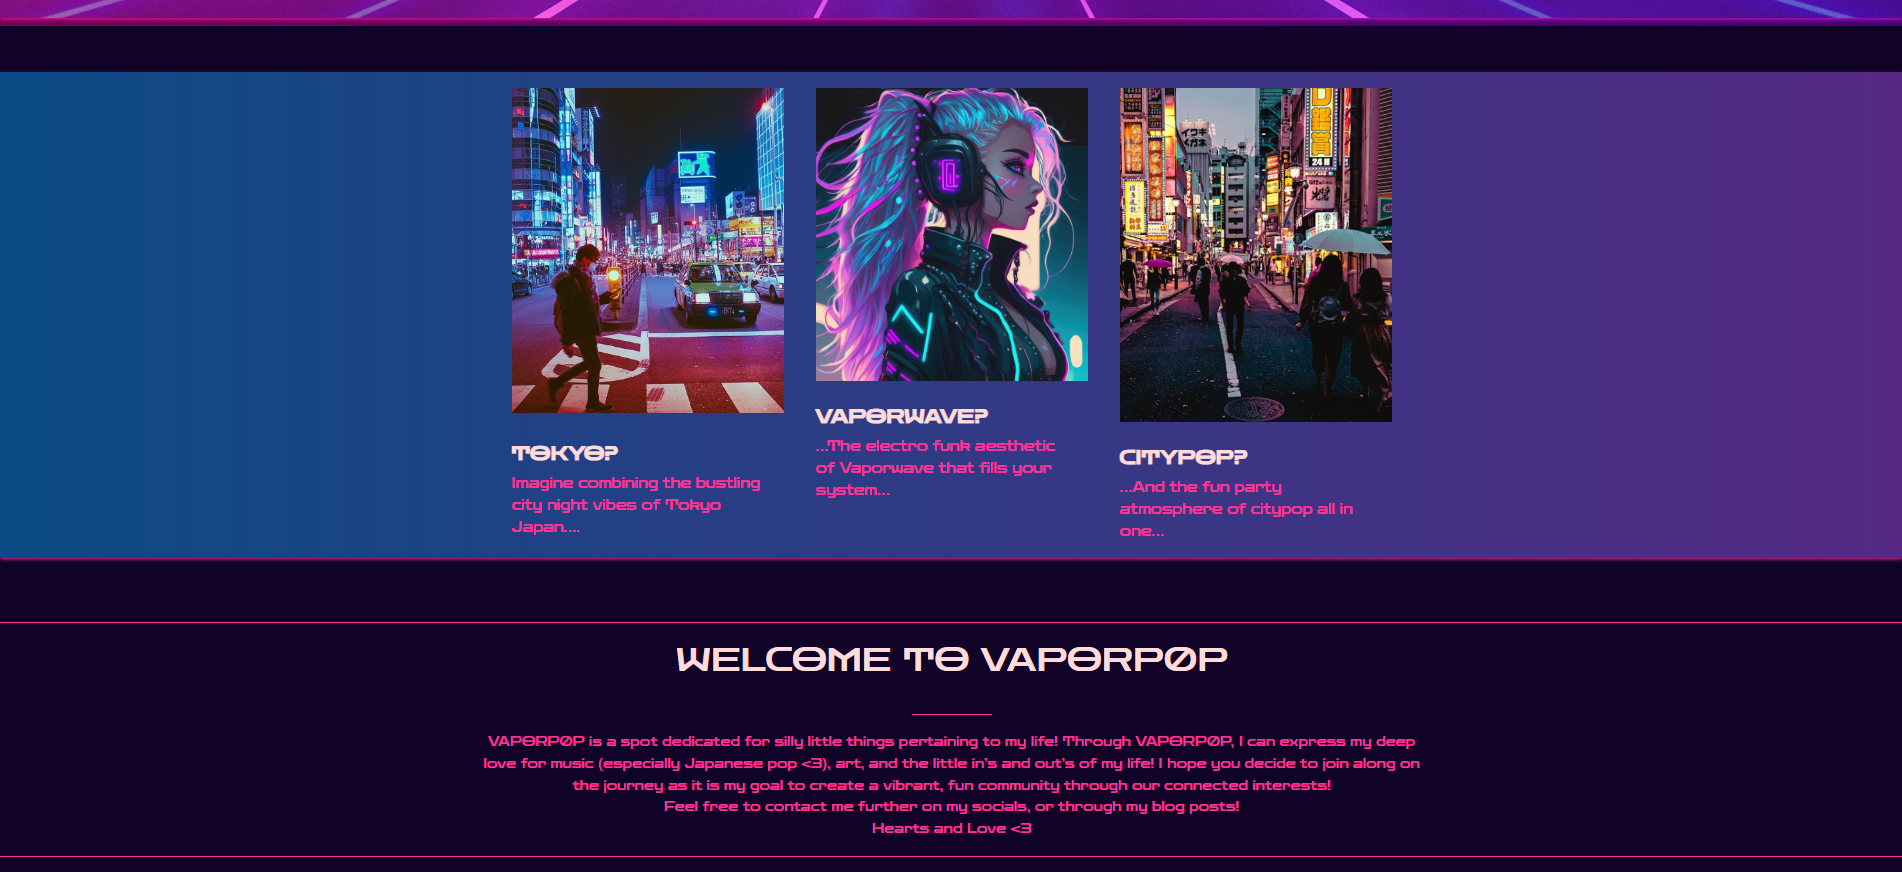 24 H
TOKYO?
Imagine combining the bustling
city night vibes of Tokyo
Japan....
VAPORWAVE?
...The electro funk aesthetic
of Vaporwave that fills your
system...
CITYPOP?
...And the fun party
atmosphere of citypop all in
one...
WELCOME TO VAPORPØP
VAPORPØP is a spot dedicated for silly little things pertaining to my life! Through VAPORPØP, I can express my deep
love for music (especially Japanese pop <3), art, and the little in's and out's of my life! I hope you decide to join along on
the journey as it is my goal to create a vibrant, fun community through our connected interests!
Feel free to contact me further on my socials, or through my blog posts!
Hearts and Love <3